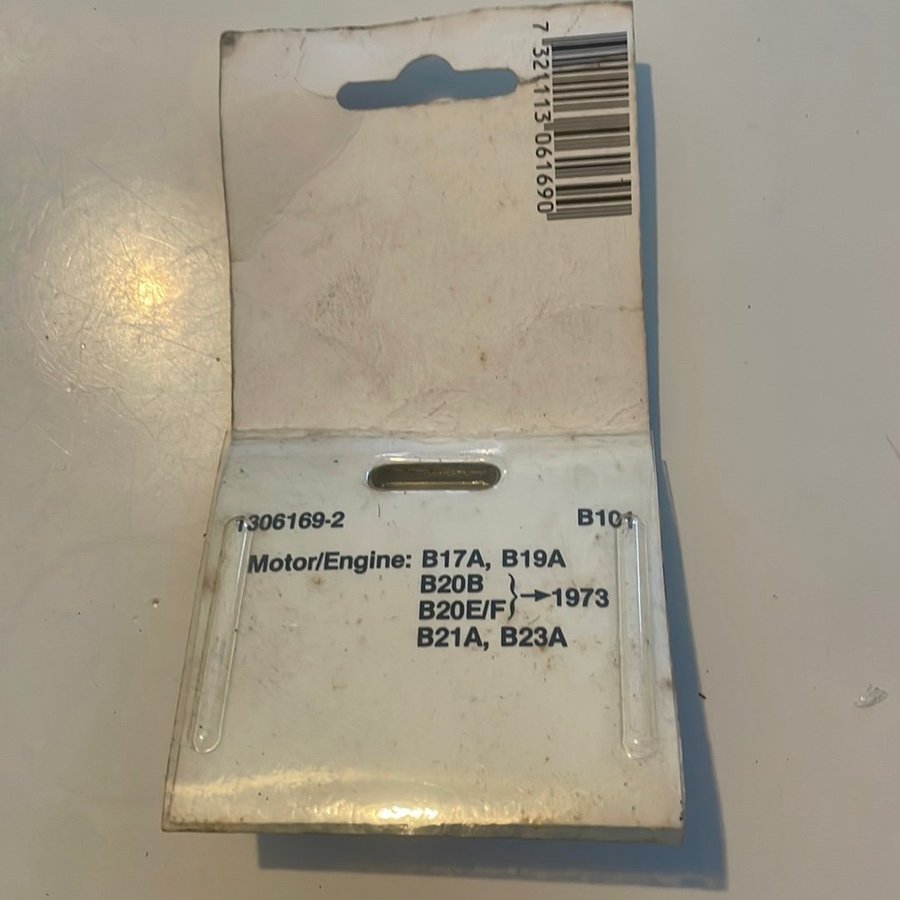 7 321113 061690
1306169-2 B101
Motor/Engine: B17A, B19A
B20B
B20E/F } → 1973
B21A, B23A